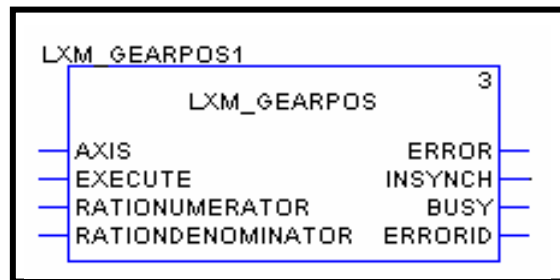 LXM_GEARPOS1
3
LXM_GEARPOS
AXIS ERROR
EXECUTE INSYNCH
RATIONUMERATOR BUSY
RATIONDENOMINATOR ERRORID